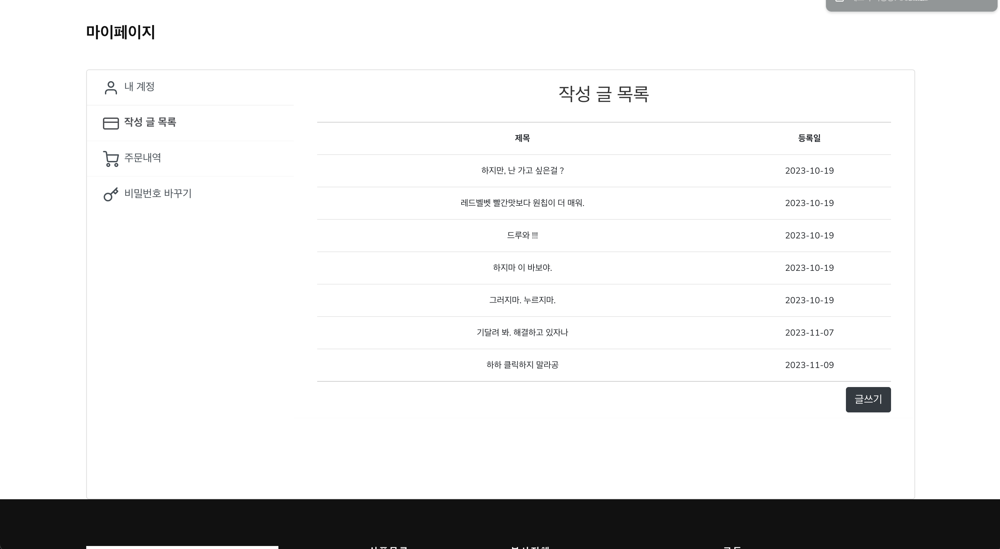 마이페이지
내 계정
작성 글 목록
주문내역
비밀번호 바꾸기
작성 글 목록
제목 등록일
하지만, 난 가고 싶은걸 ? 2023-10-19
레드벨벳 빨간맛보다 원칩이 더 매워. 2023-10-19
드루와 !!! 2023-10-19
하지마 이 바보야. 2023-10-19
그러지마. 누르지마. 2023-10-19
기달려 봐. 해결하고 있자나 2023-11-07
하하 클릭하지 말라공 2023-11-09
글쓰기